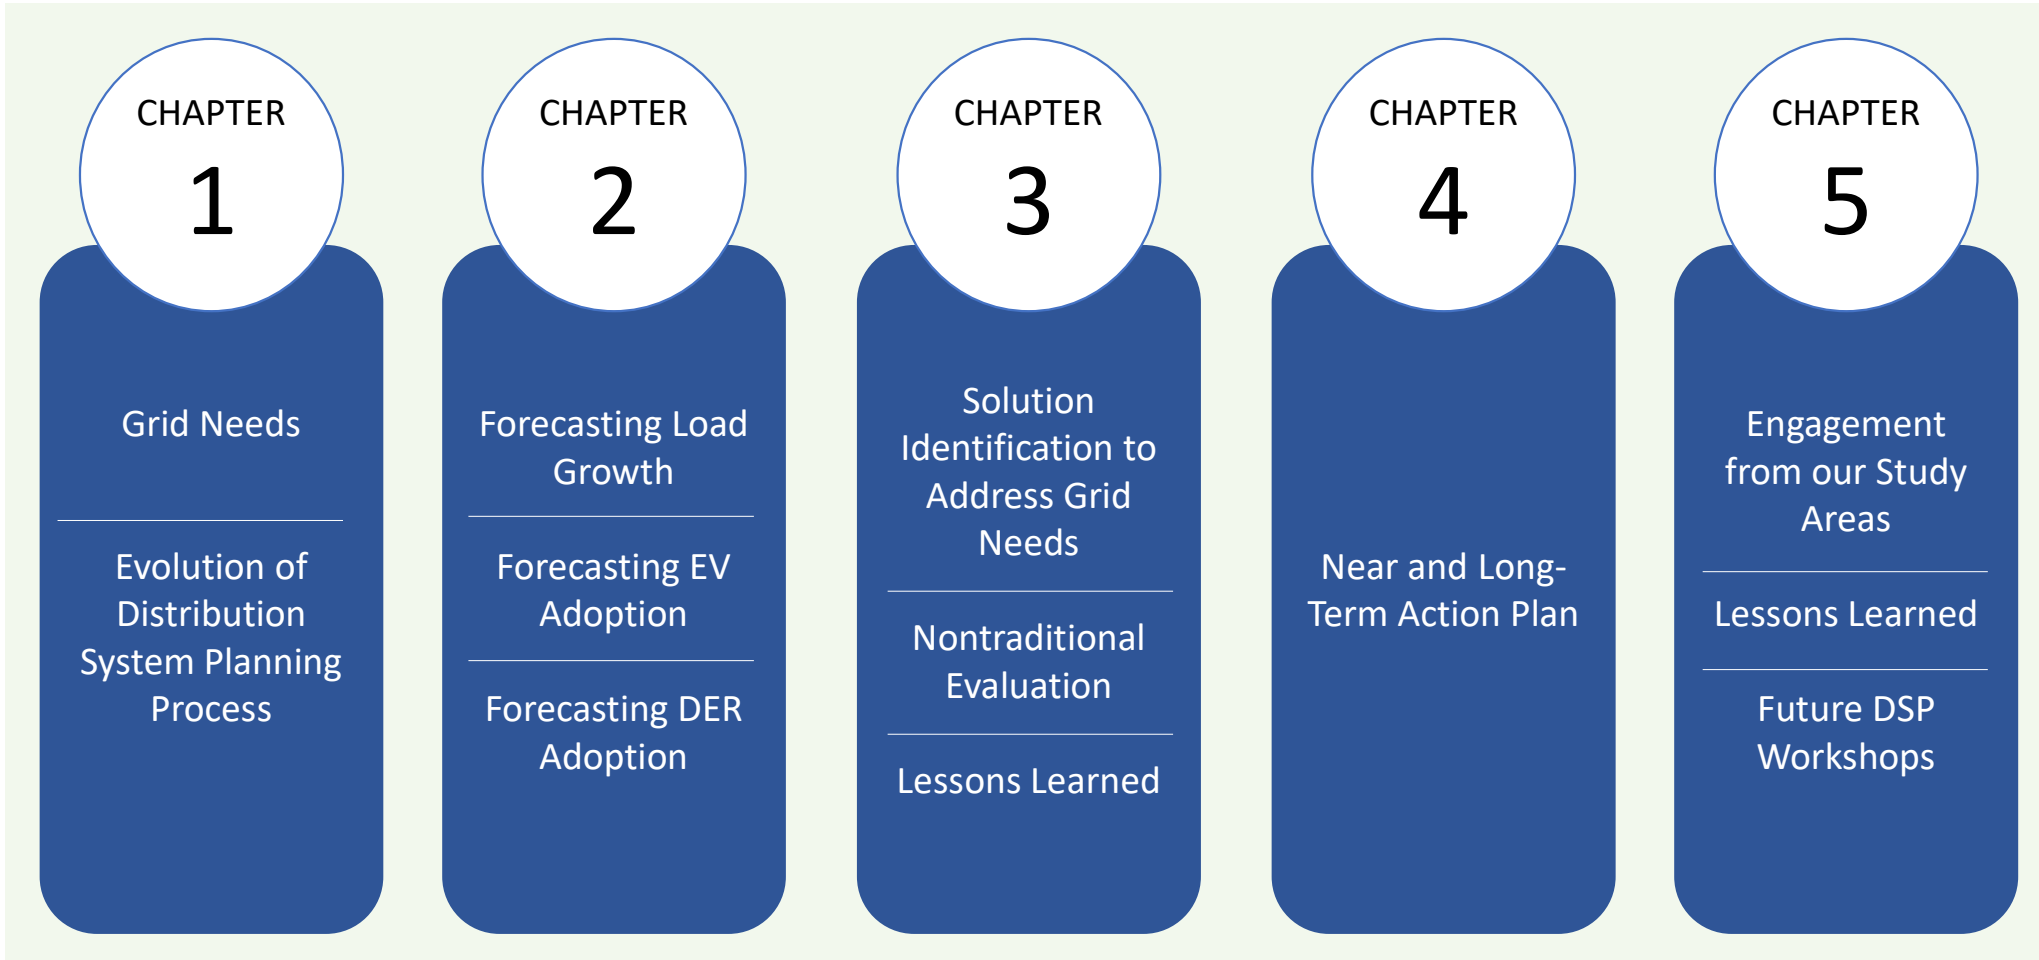 CHAPTER
1
Grid Needs
Evolution of
Distribution
System Planning
Process
CHAPTER
2
Forecasting Load
Growth
Forecasting EV
Adoption
Forecasting DER
Adoption
CHAPTER
3
Solution
Identification to
Address Grid
Needs
Nontraditional
Evaluation
Lessons Learned
CHAPTER
4
Near and Long-
Term Action Plan
CHAPTER
5
Engagement
from our Study
Areas
Lessons Learned
Future DSP
Workshops